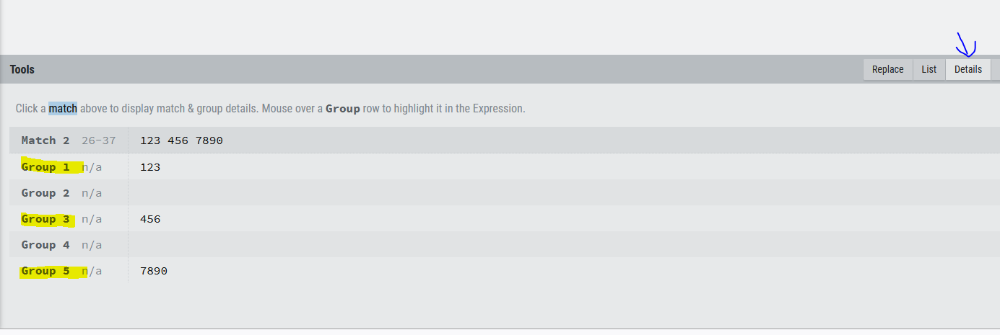 Tools Replace List Details
Click a match above to display match & group details. Mouse over a Group row to highlight it in the Expression.
Match 2 26-37 123 456 7890
Group 1 n/a 123
Group 2 n/a
Group 3 n/a 456
Group 4 n/a
Group 5 n/a 7890